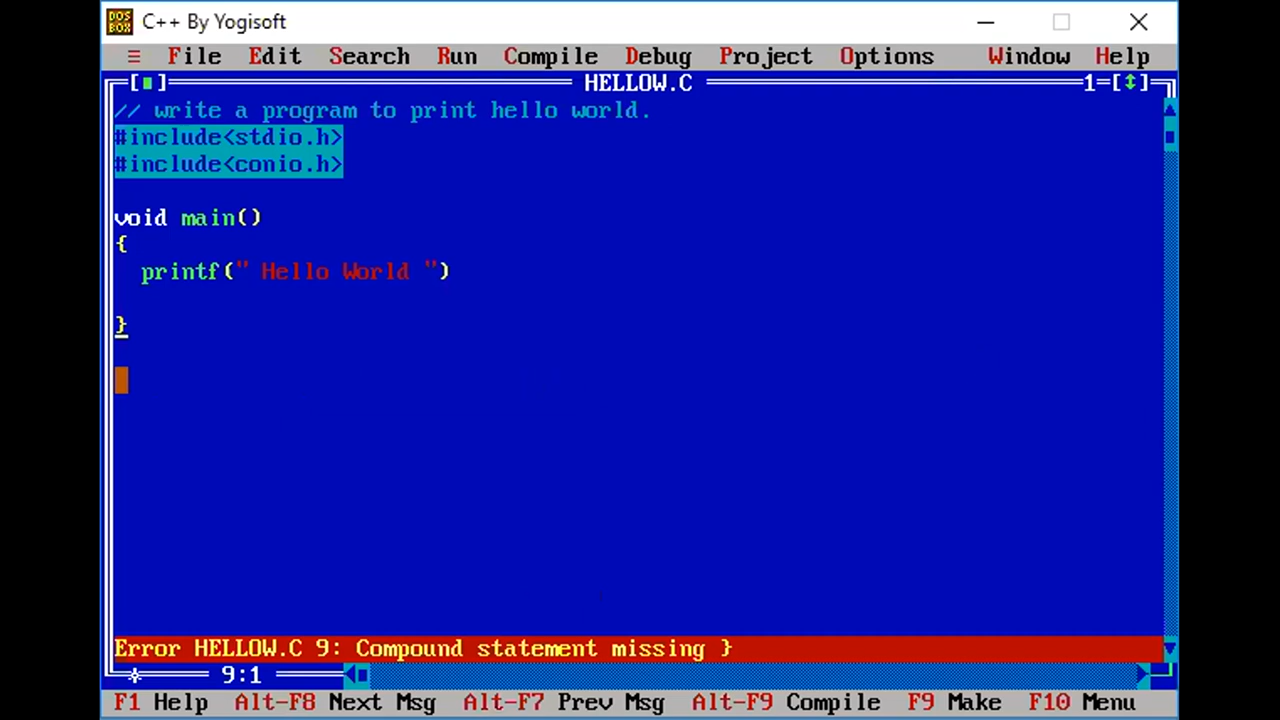 DOS BOX C++ By Yogisoft
≡ File Edit Search Run Compile Debug Project Options Window Help
[■] HELLOW.C 1=[↕]
// write a program to print hello world.
#include<stdio.h>
#include<conio.h>
void main()
{
printf(" Hello World ")
}
Error HELLOW.C 9: Compound statement missing }
9:1
F1 Help Alt-F8 Next Msg Alt-F7 Prev Msg Alt-F9 Compile F9 Make F10 Menu